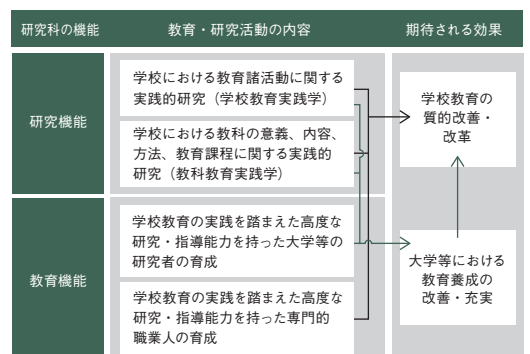 研究科の機能
教育・研究活動の内容
期待される効果
研究機能
学校における教育諸活動に関する
実践的研究（学校教育実践学）
学校における教科の意義、内容、
方法、教育課程に関する実践的
研究（教科教育実践学）
学校教育の
質的改善・
改革
教育機能
学校教育の実践を踏まえた高度な
研究・指導能力を持った大学等の
研究者の育成
学校教育の実践を踏まえた高度な
研究・指導能力を持った専門的
職業人の育成
大学等における
教育養成の
改善・充実